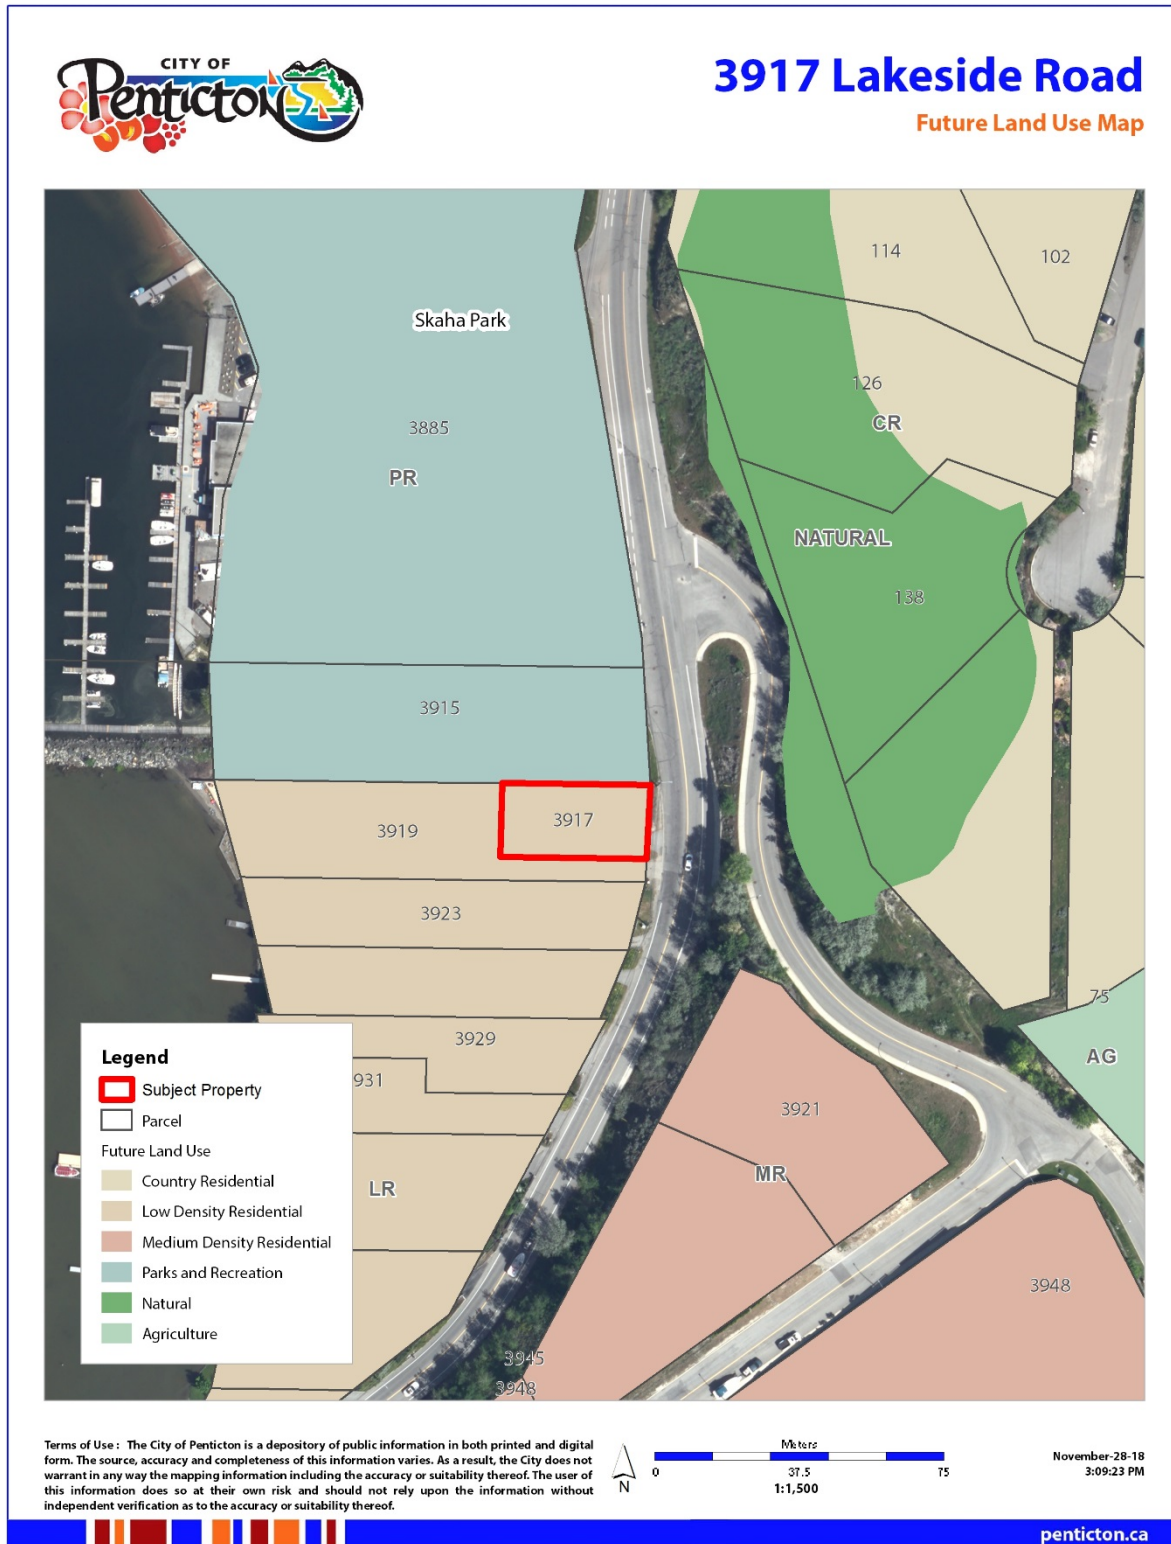 CITY OF
Penticton
3917 Lakeside Road
Future Land Use Map
114
102
Skaha Park
126
3885
CR
PR
NATURAL
138
3915
3917
3919
3923
75
3929
AG
931
3921
MR
LR
3948
3945
3948
Legend
Subject Property
Parcel
Future Land Use
Country Residential
Low Density Residential
Medium Density Residential
Parks and Recreation
Natural
Agriculture
Terms of Use : The City of Penticton is a depository of public information in both printed and digital
form. The source, accuracy and completeness of this information varies. As a result, the City does not
warrant in any way the mapping information including the accuracy or suitability thereof. The user of
this information does so at their own risk and should not rely upon the information without
independent verification as to the accuracy or suitability thereof.
N
Meters
0 37.5 75
1:1,500
November-28-18
3:09:23 PM
penticton.ca